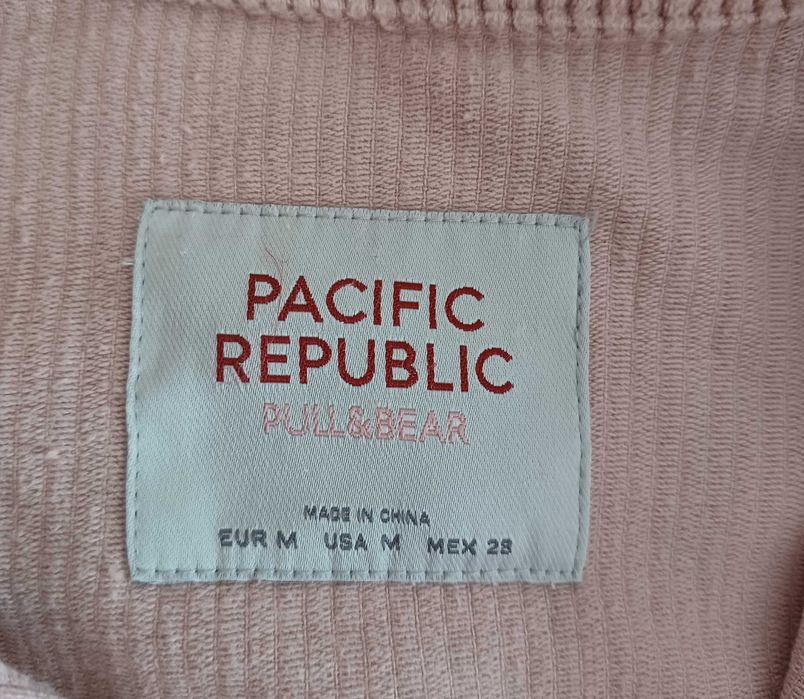 PACIFIC
REPUBLIC
PULL&BEAR
MADE IN CHINA
EUR M USA M MEX 28